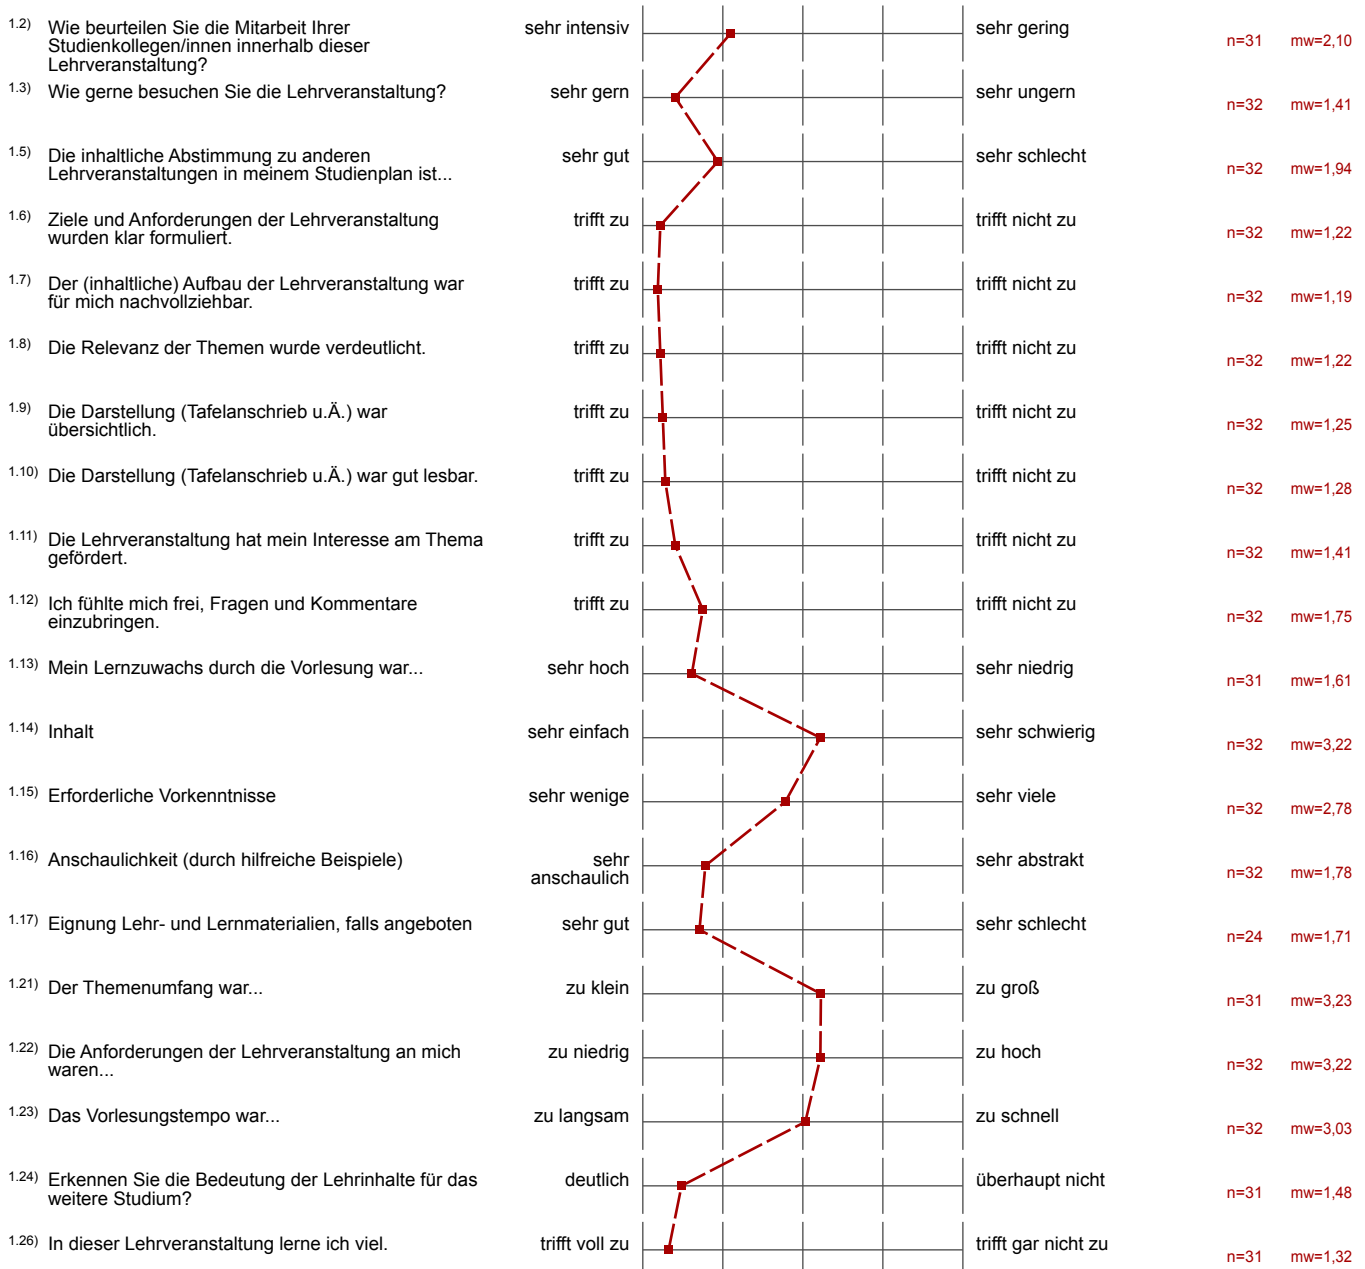 1.2) Wie beurteilen Sie die Mitarbeit Ihrer
Studienkollegen/innen innerhalb dieser
Lehrveranstaltung?
sehr intensiv sehr gering n=31 mw=2,10
1.3) Wie gerne besuchen Sie die Lehrveranstaltung? sehr gern sehr ungern n=32 mw=1,41
1.5) Die inhaltliche Abstimmung zu anderen
Lehrveranstaltungen in meinem Studienplan ist...
sehr gut sehr schlecht n=32 mw=1,94
1.6) Ziele und Anforderungen der Lehrveranstaltung
wurden klar formuliert.
trifft zu trifft nicht zu n=32 mw=1,22
1.7) Der (inhaltliche) Aufbau der Lehrveranstaltung war
für mich nachvollziehbar.
trifft zu trifft nicht zu n=32 mw=1,19
1.8) Die Relevanz der Themen wurde verdeutlicht. trifft zu trifft nicht zu n=32 mw=1,22
1.9) Die Darstellung (Tafelanschrieb u.Ä.) war
übersichtlich.
trifft zu trifft nicht zu n=32 mw=1,25
1.10) Die Darstellung (Tafelanschrieb u.Ä.) war gut lesbar. trifft zu trifft nicht zu n=32 mw=1,28
1.11) Die Lehrveranstaltung hat mein Interesse am Thema
gefördert.
trifft zu trifft nicht zu n=32 mw=1,41
1.12) Ich fühlte mich frei, Fragen und Kommentare
einzubringen.
trifft zu trifft nicht zu n=32 mw=1,75
1.13) Mein Lernzuwachs durch die Vorlesung war... sehr hoch sehr niedrig n=31 mw=1,61
1.14) Inhalt sehr einfach sehr schwierig n=32 mw=3,22
1.15) Erforderliche Vorkenntnisse sehr wenige sehr viele n=32 mw=2,78
1.16) Anschaulichkeit (durch hilfreiche Beispiele) sehr
anschaulich
sehr abstrakt n=32 mw=1,78
1.17) Eignung Lehr- und Lernmaterialien, falls angeboten sehr gut sehr schlecht n=24 mw=1,71
1.21) Der Themenumfang war... zu klein zu groß n=31 mw=3,23
1.22) Die Anforderungen der Lehrveranstaltung an mich
waren...
zu niedrig zu hoch n=32 mw=3,22
1.23) Das Vorlesungstempo war... zu langsam zu schnell n=32 mw=3,03
1.24) Erkennen Sie die Bedeutung der Lehrinhalte für das
weitere Studium?
deutlich überhaupt nicht n=31 mw=1,48
1.26) In dieser Lehrveranstaltung lerne ich viel. trifft voll zu trifft gar nicht zu n=31 mw=1,32